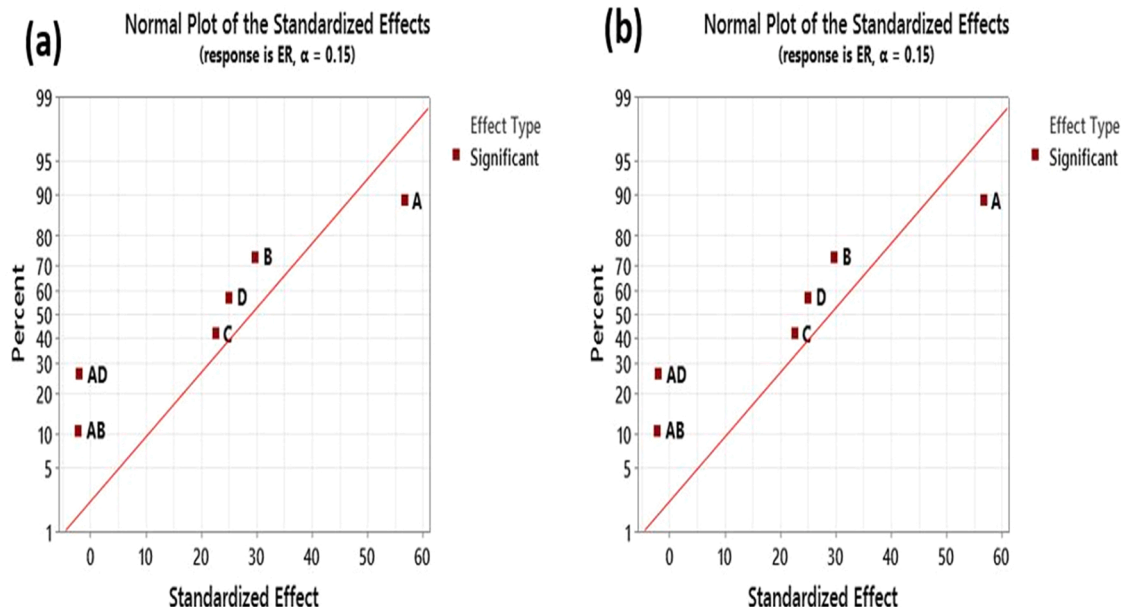 (a)
Normal Plot of the Standardized Effects
(response is ER, α = 0.15)
99
95
90
80
70
60
50
40
30
20
10
5
1
Percent
A
B
D
C
AD
AB
0 10 20 30 40 50 60
Standardized Effect
Effect Type
Significant
(b)
Normal Plot of the Standardized Effects
(response is ER, α = 0.15)
99
95
90
80
70
60
50
40
30
20
10
5
1
Percent
A
B
D
C
AD
AB
0 10 20 30 40 50 60
Standardized Effect
Effect Type
Significant